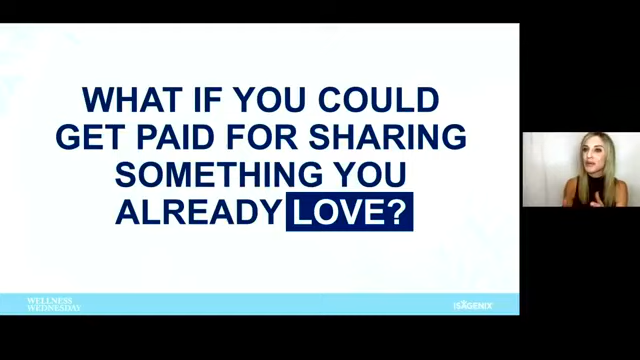 WHAT IF YOU COULD
GET PAID FOR SHARING
SOMETHING YOU
ALREADY LOVE?
WELLNESS
WEDNESDAY
ISAGENIX